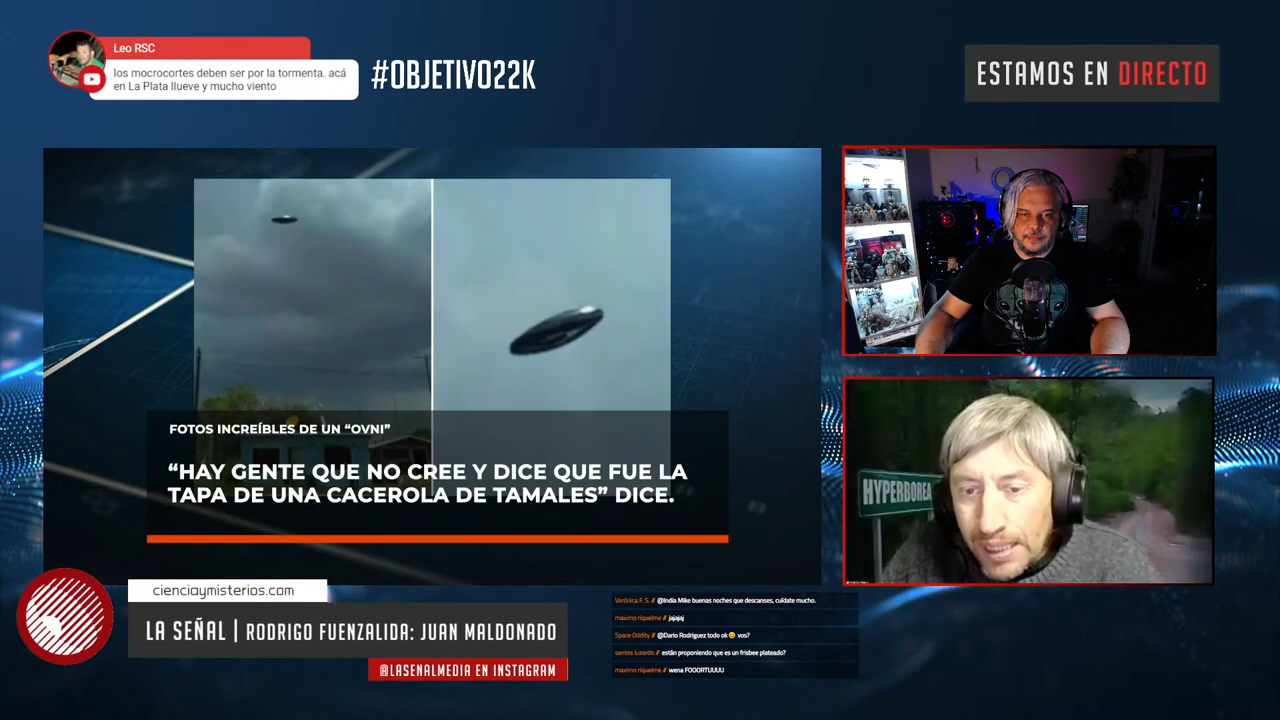 Leo RSC
los mocrocortes deben ser por la tormenta. acá
en La Plata llueve y mucho viento
#OBJETIVO22K
ESTAMOS EN DIRECTO
FOTOS INCREÍBLES DE UN “OVNI”
“HAY GENTE QUE NO CREE Y DICE QUE FUE LA
TAPA DE UNA CACEROLA DE TAMALES” DICE.
HYPERBOREA
cienciaymisterios.com
LA SEÑAL | RODRIGO FUENZALIDA: JUAN MALDONADO
@LASENALMEDIA EN INSTAGRAM
Verónica F. S. // @India Mike buenas noches que descanses, cuídate mucho.
maximo riquelme // jajajaj
Space Oddity // @Dario Rodríguez todo ok 😀 vos?
santos luzardo // están proponiendo que es un frisbee plateado?
maximo riquelme // wena FOOORTUUUU